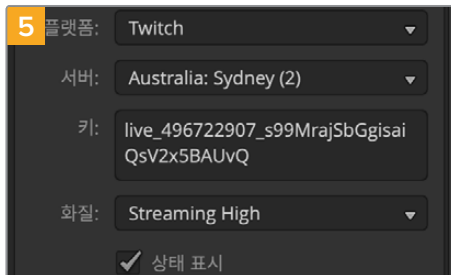 5 플랫폼: Twitch
서버: Australia: Sydney (2)
키: live_496722907_s99MrajSbGgisai
QsV2x5BAUvQ
화질: Streaming High
상태 표시